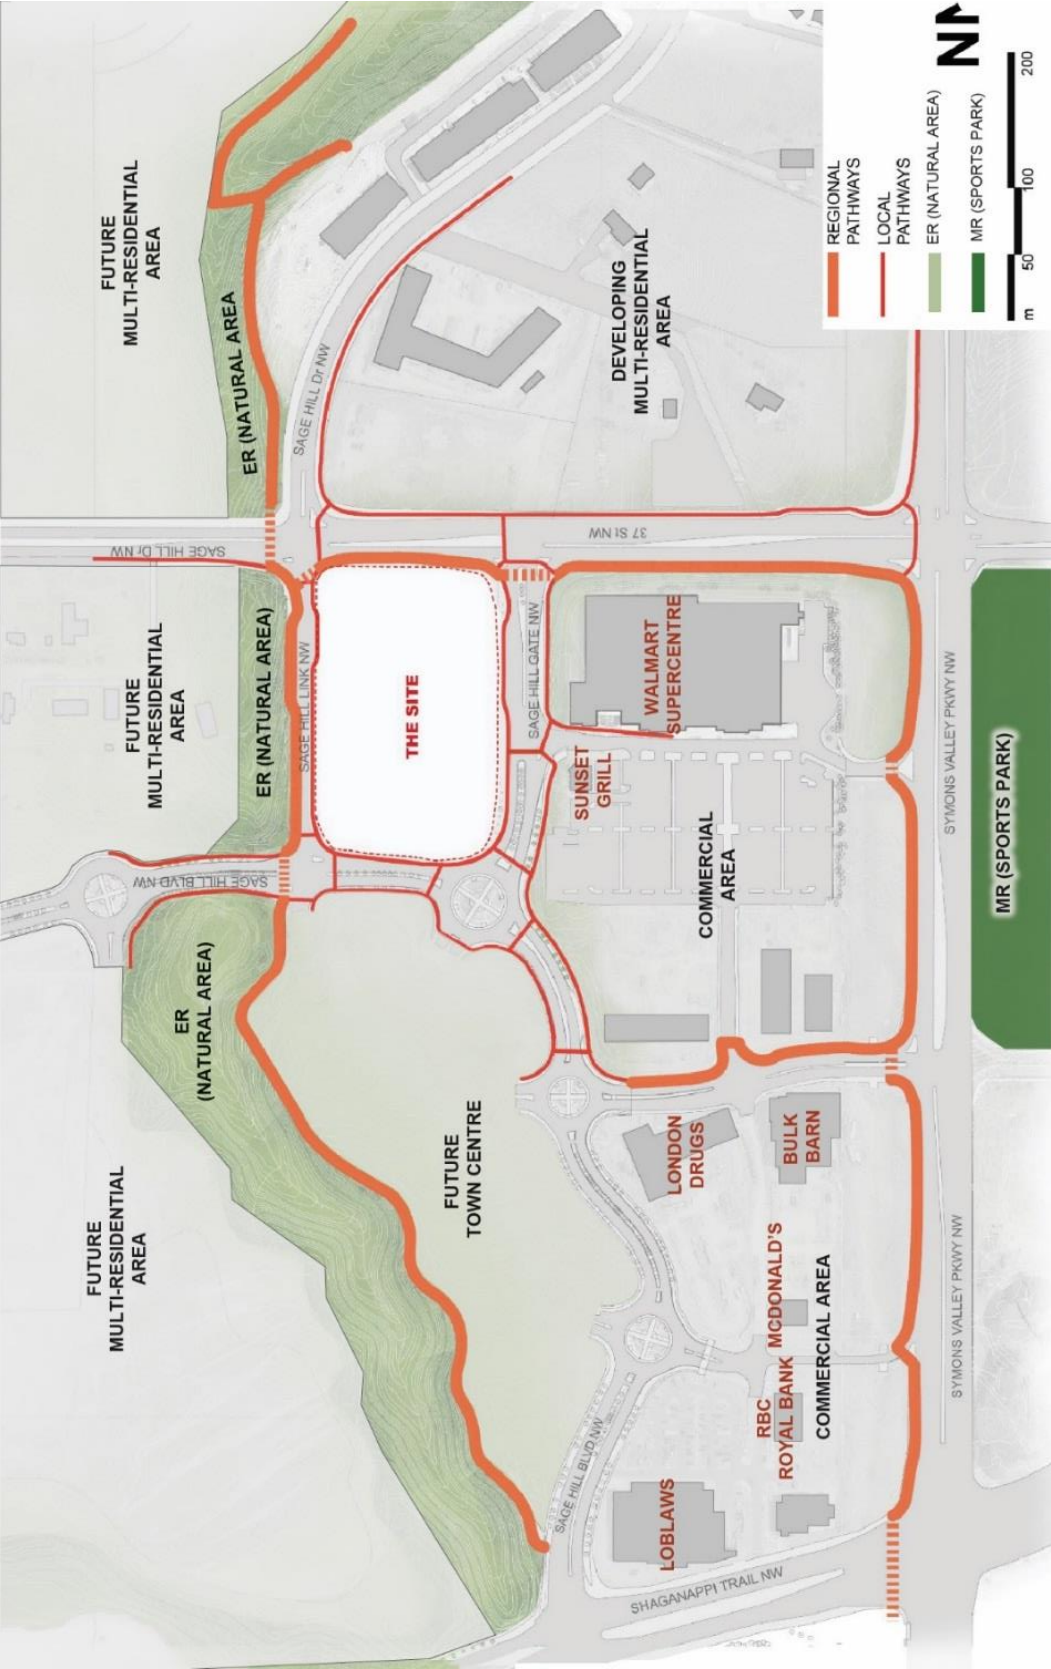 FUTURE
MULTI-RESIDENTIAL
AREA
ER (NATURAL AREA
SAGE HILL Dr NW
DEVELOPING
MULTI-RESIDENTIAL
AREA
REGIONAL
PATHWAYS
LOCAL
PATHWAYS
ER (NATURAL AREA)
MR (SPORTS PARK)
m
50
100
200
SAGE HILL Dr NW
37 St NW
FUTURE
MULTI-RESIDENTIAL
AREA
ER (NATURAL AREA)
SAGE HILL LINK NW
THE SITE
SAGE HILL GATE NW
WALMART
SUPERCENTRE
SUNSET
GRILL
COMMERCIAL
AREA
SYMONS VALLEY PKWY NW
MR (SPORTS PARK)
SAGE HILL BLVD NW
ER
(NATURAL AREA)
FUTURE
MULTI-RESIDENTIAL
AREA
FUTURE
TOWN CENTRE
LONDON
DRUGS
BULK
BARN
MCDONALD'S
RBC
ROYAL BANK
COMMERCIAL AREA
SYMONS VALLEY PKWY NW
SAGE HILL BLVD NW
LOBLAWS
SHAGANAPPI TRAIL NW